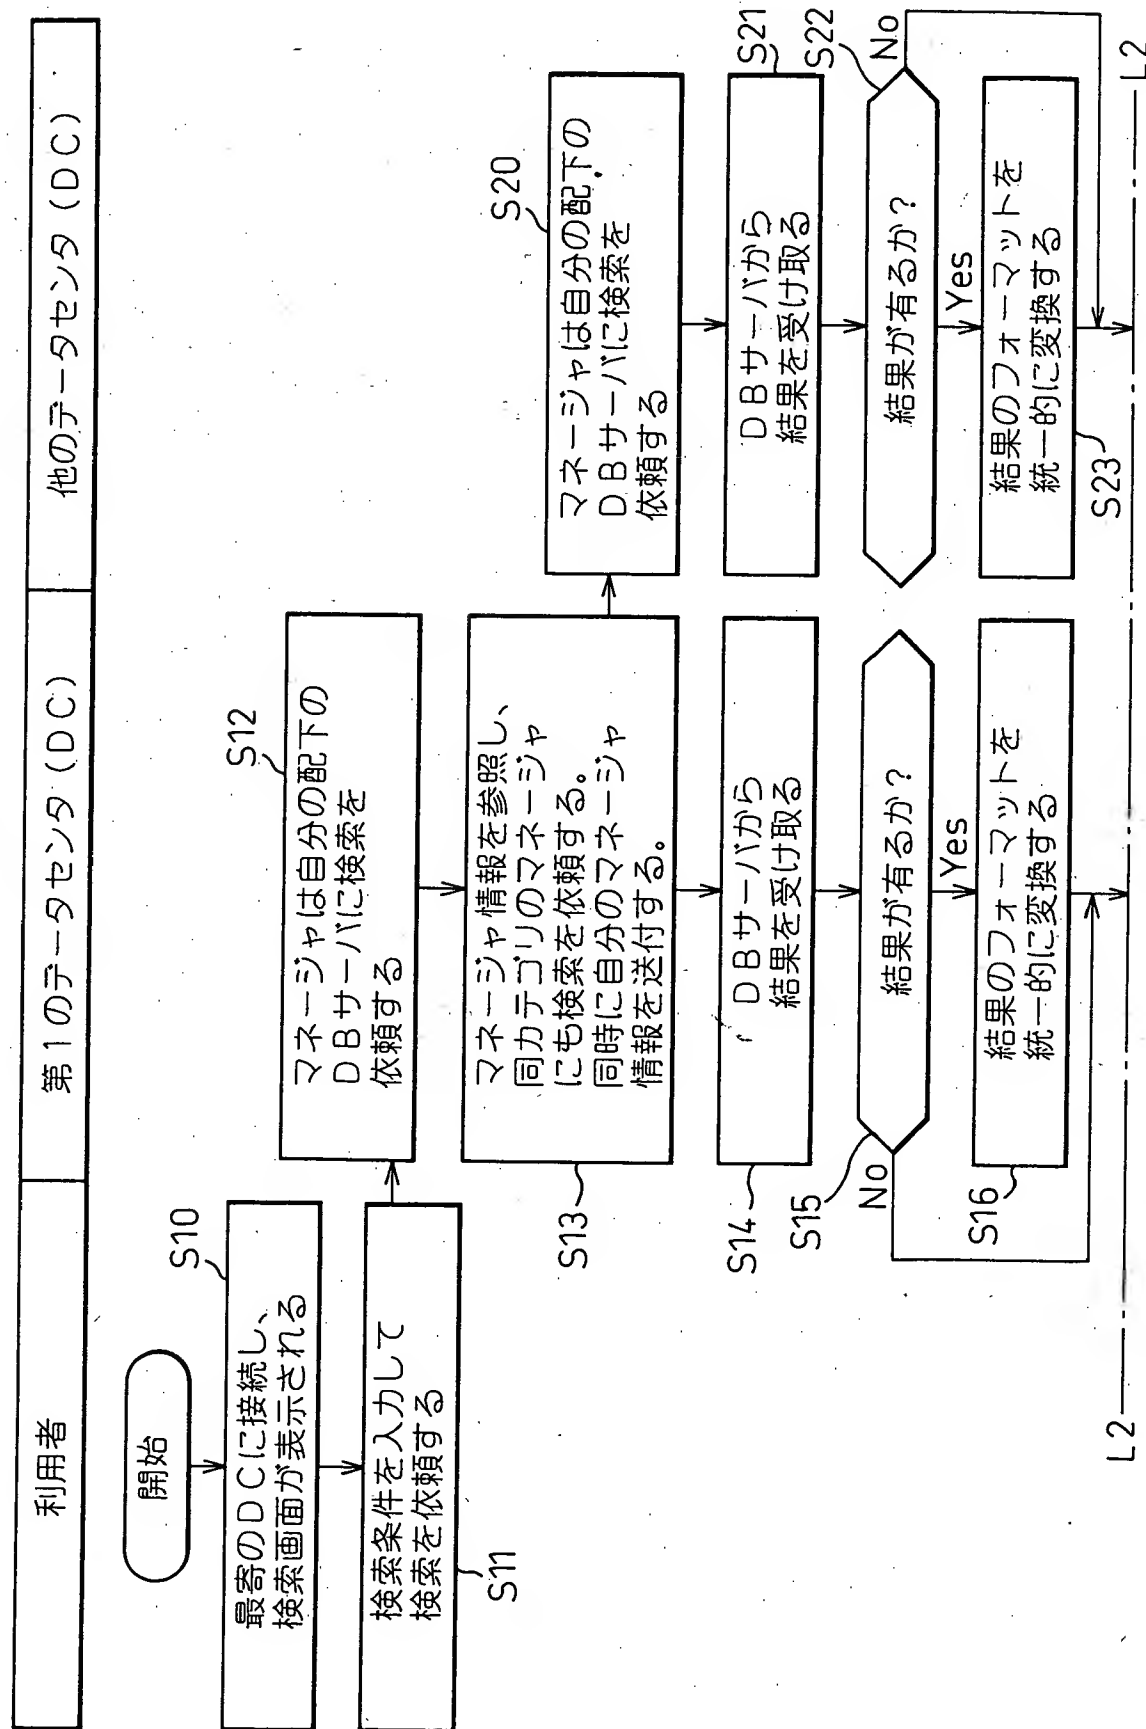 利用者
第1のデータセンタ(DC)
他のデータセンタ(DC)
開始
S10
最寄のDCに接続し、
検索画面が表示される
検索条件を入力して
検索を依頼する
S11
S12
マネージャは自分の配下の
DBサーバに検索を
依頼する
マネージャ情報を参照し、
同カテゴリのマネージャ
にも検索を依頼する。
同時に自分のマネージャ
情報を送付する。
S13
DBサーバから
結果を受け取る
S14
結果が有るか?
S15
No
Yes
結果のフォーマットを
統一的に変換する
S16
S20
マネージャは自分の配下の
DBサーバに検索を
依頼する
S21
DBサーバから
結果を受け取る
S22
結果が有るか?
No
Yes
結果のフォーマットを
統一的に変換する
S23
L2
L2